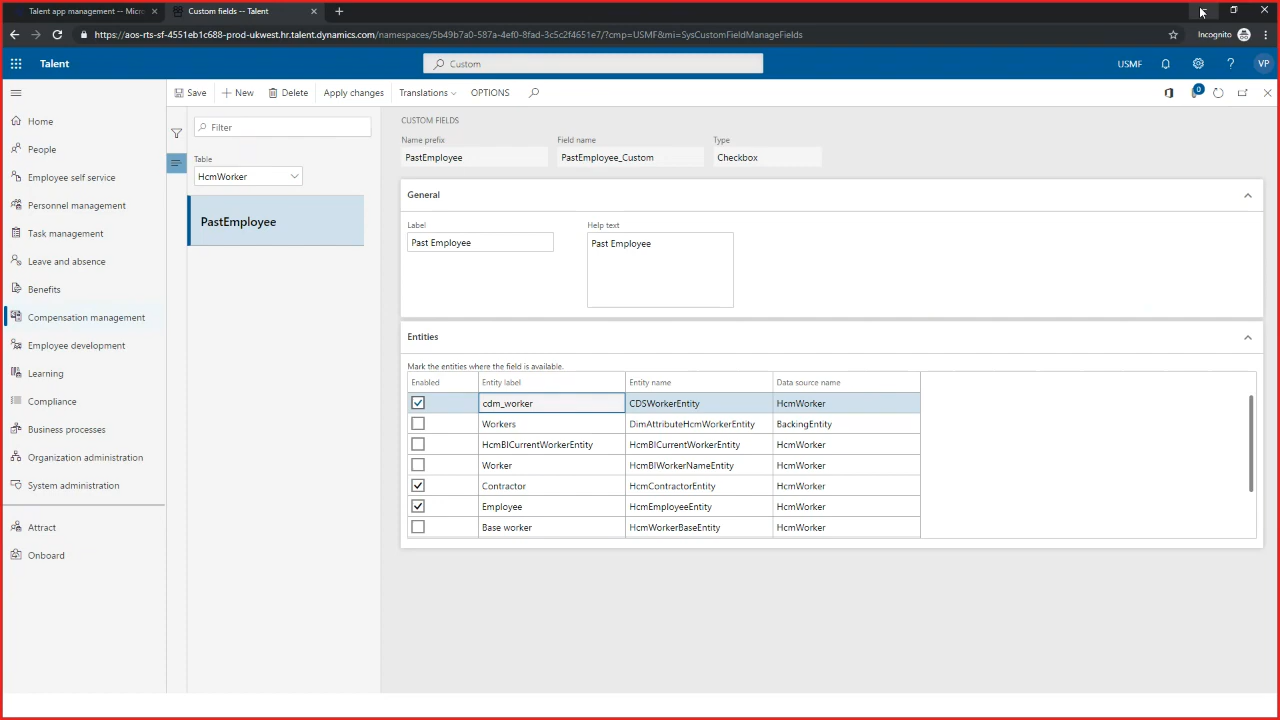 Talent app management -- Micro
Custom fields -- Talent
https://aos-rts-sf-4551eb1c688-prod-ukwest.hr.talent.dynamics.com/namespaces/5b49b7a0-587a-4ef0-8fad-3c5c2f4651e7/?cmp=USMF&mi=SysCustomFieldManageFields
Incognito
Talent
Custom
USMF
?
VP
Save
New
Delete
Apply changes
Translations
OPTIONS
0
Home
People
Employee self service
Personnel management
Task management
Leave and absence
Benefits
Compensation management
Employee development
Learning
Compliance
Business processes
Organization administration
System administration
Attract
Onboard
Filter
Table
HcmWorker
PastEmployee
CUSTOM FIELDS
Name prefix Field name Type
PastEmployee PastEmployee_Custom Checkbox
General
Label Help text
Past Employee Past Employee
Entities
Mark the entities where the field is available.
Enabled Entity label Entity name Data source name
cdm_worker CDSWorkerEntity HcmWorker
Workers DimAttributeHcmWorkerEntity BackingEntity
HcmBICurrentWorkerEntity HcmBICurrentWorkerEntity HcmWorker
Worker HcmBIWorkerNameEntity HcmWorker
Contractor HcmContractorEntity HcmWorker
Employee HcmEmployeeEntity HcmWorker
Base worker HcmWorkerBaseEntity HcmWorker